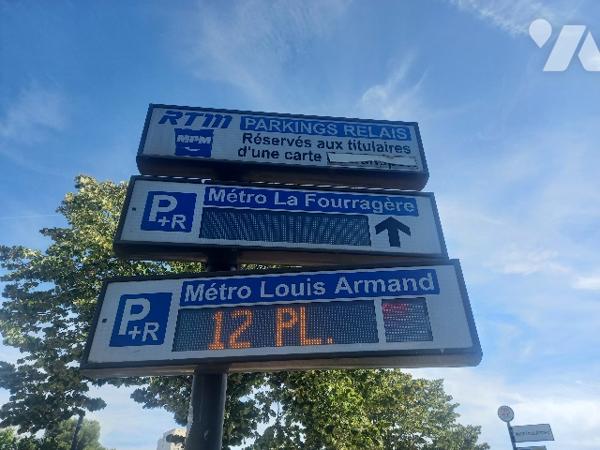 RTM PARKINGS RELAIS
MPM Réservés aux titulaires
d'une carte
P+R Métro La Fourragère
P+R Métro Louis Armand
12 PL.